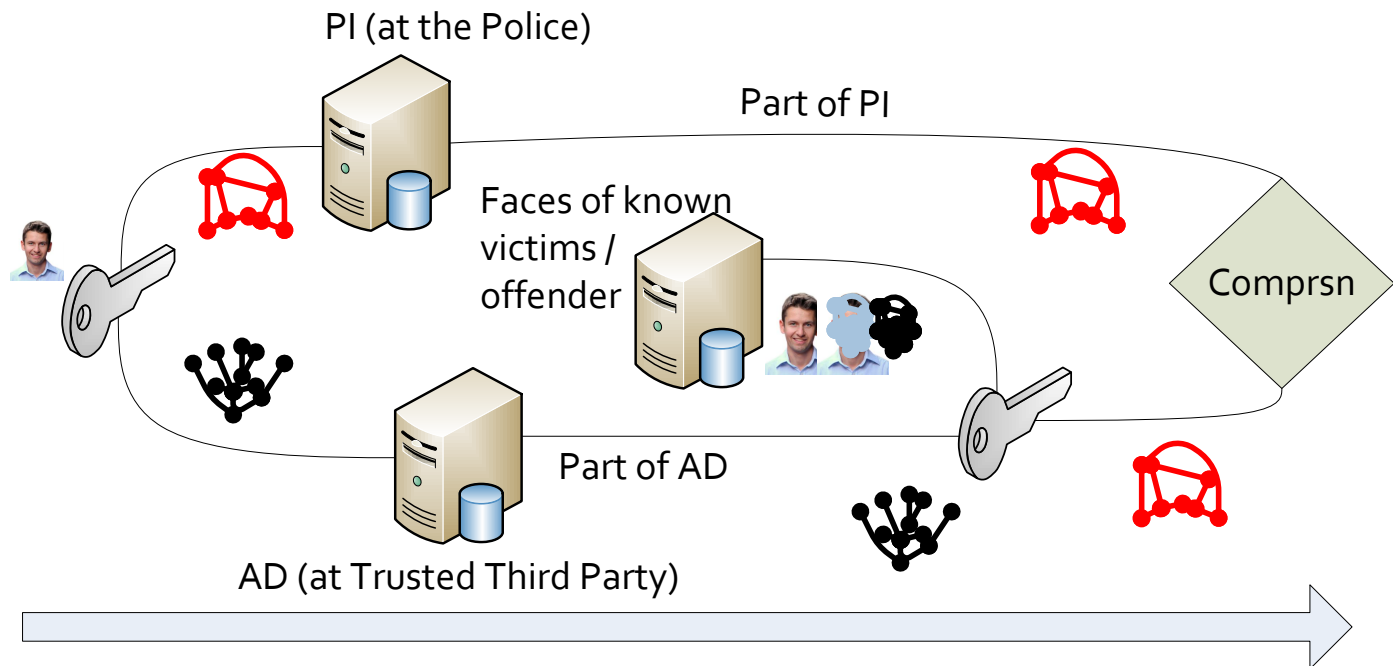 PI (at the Police)
Part of PI
Faces of known
victims /
offender
Comprsn
Part of AD
AD (at Trusted Third Party)